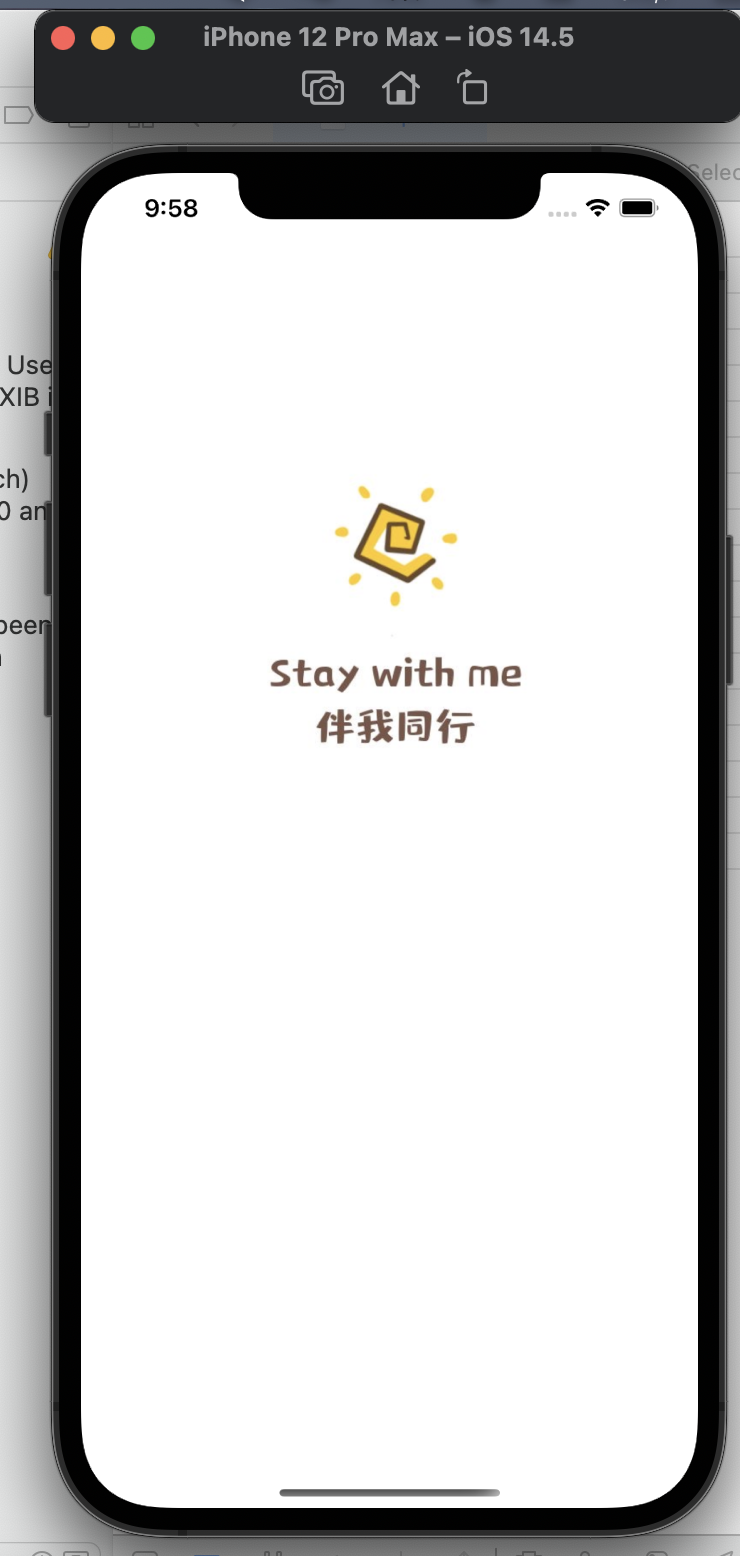 iPhone 12 Pro Max – iOS 14.5
Selec
9:58
Use
XIB i
ch)
0 an
been
Stay with me
伴我同行